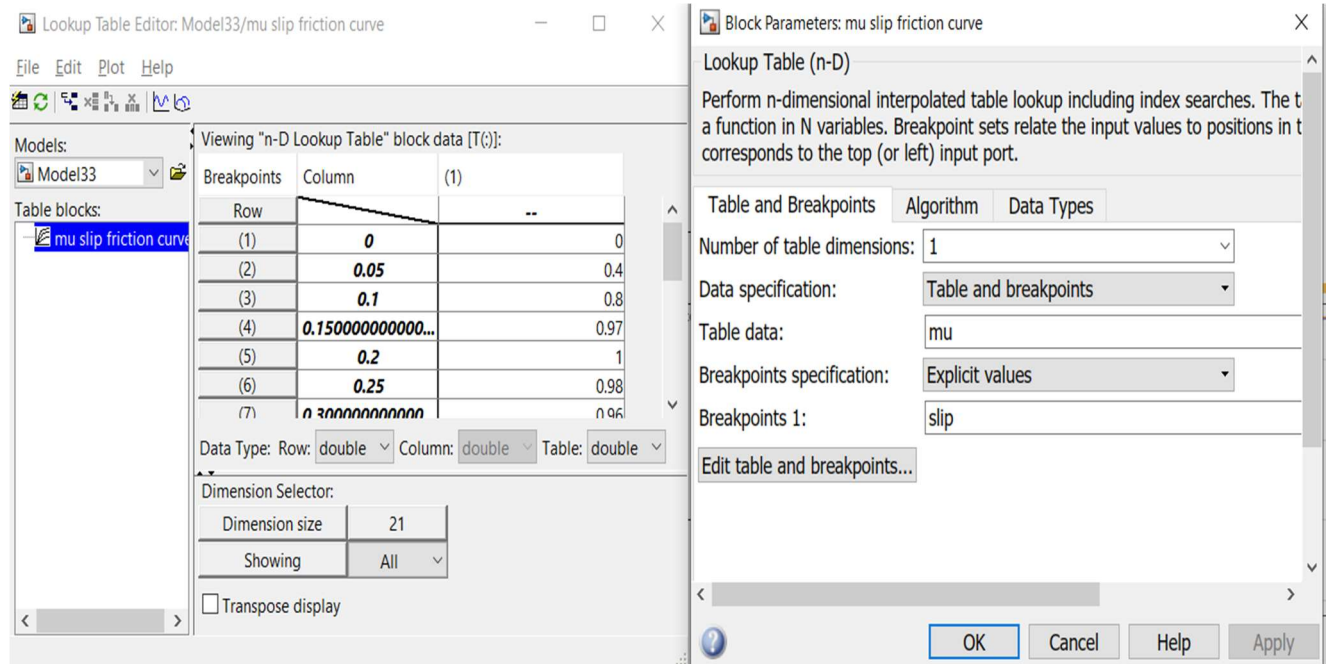 Lookup Table Editor: Model33/mu slip friction curve
File Edit Plot Help
Models:
Model33
Table blocks:
mu slip friction curve
Viewing "n-D Lookup Table" block data [T(:)]:
Breakpoints Column (1)
Row --
(1) 0 0
(2) 0.05 0.4
(3) 0.1 0.8
(4) 0.150000000000... 0.97
(5) 0.2 1
(6) 0.25 0.98
(7) 0.300000000000 0.96
Data Type: Row: double Column: double Table: double
Dimension Selector:
Dimension size 21
Showing All
Transpose display
Block Parameters: mu slip friction curve
Lookup Table (n-D)
Perform n-dimensional interpolated table lookup including index searches. The
a function in N variables. Breakpoint sets relate the input values to positions in
corresponds to the top (or left) input port.
Table and Breakpoints Algorithm Data Types
Number of table dimensions: 1
Data specification: Table and breakpoints
Table data: mu
Breakpoints specification: Explicit values
Breakpoints 1: slip
Edit table and breakpoints...
OK Cancel Help Apply